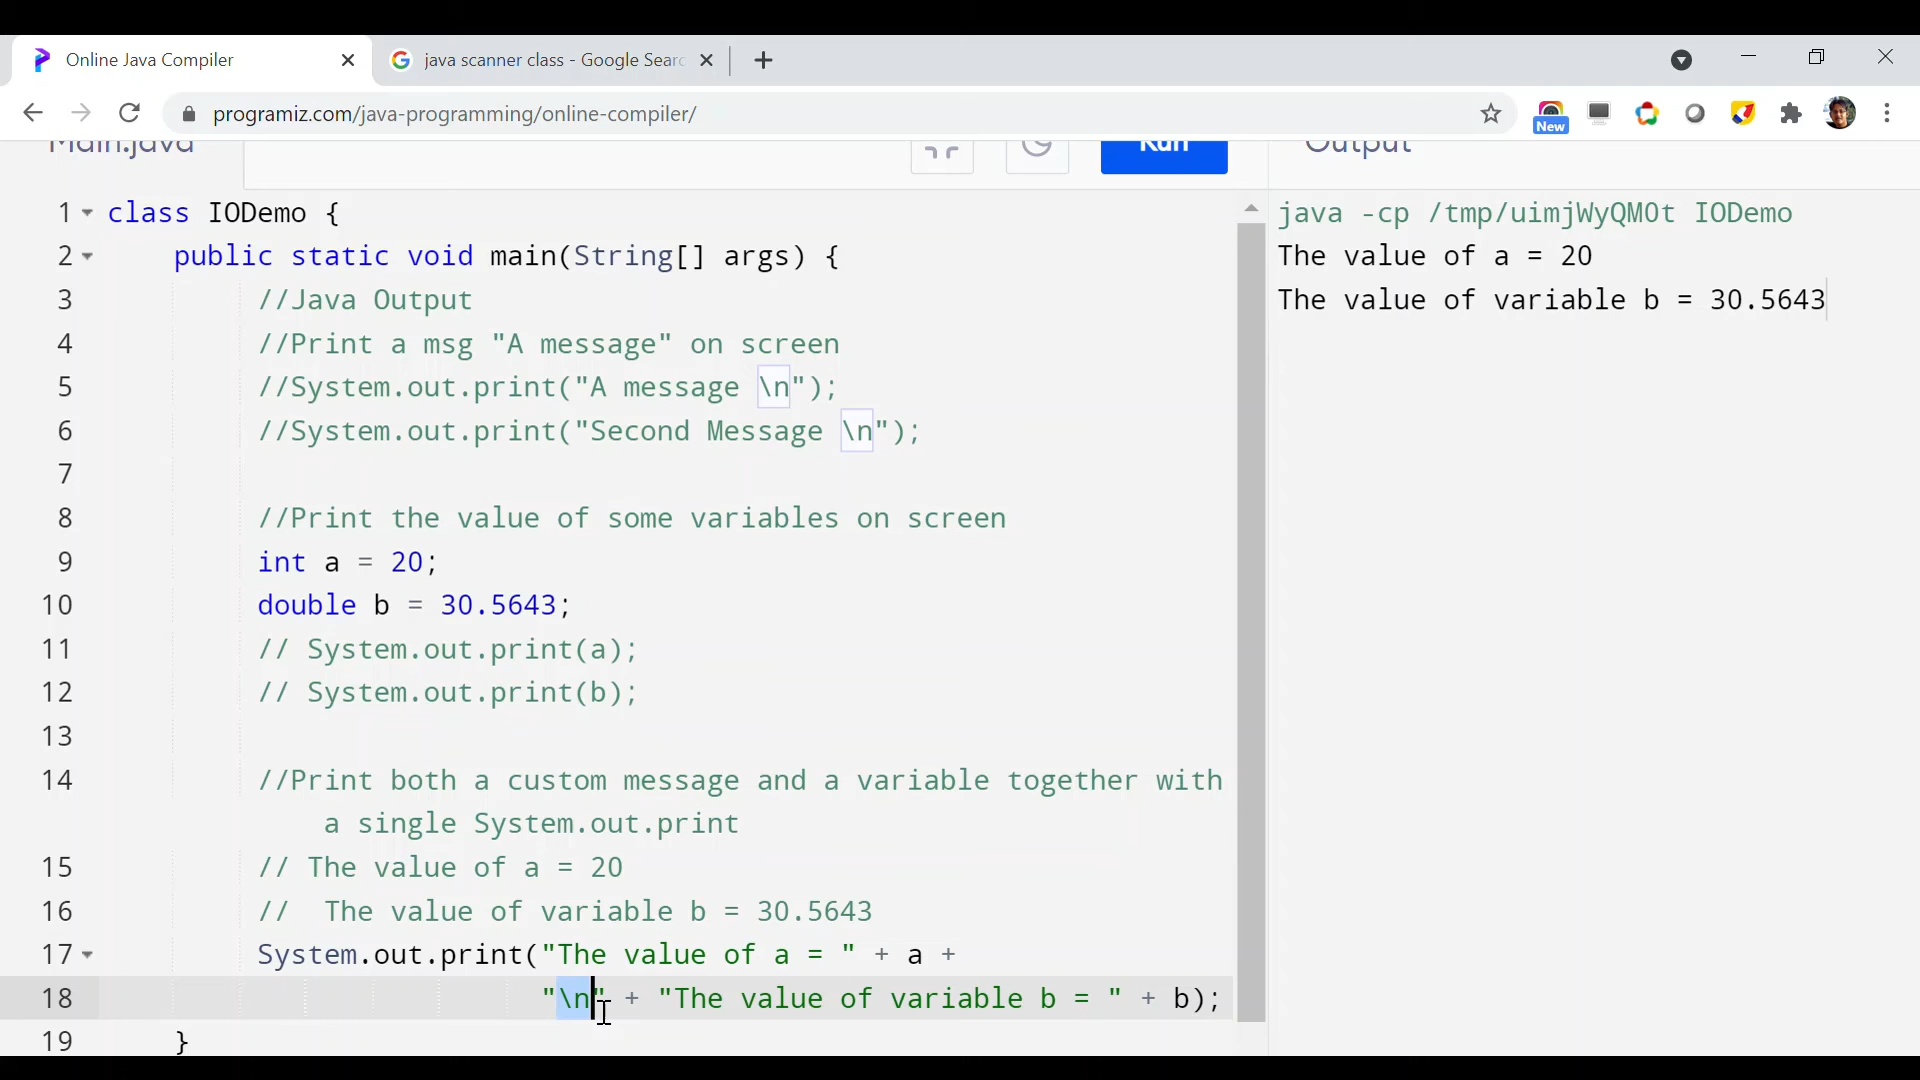 Online Java Compiler
java scanner class - Google Searc
programiz.com/java-programming/online-compiler/
New
Main.java
Run
Output
1 class IODemo {
2 public static void main(String[] args) {
3 //Java Output
4 //Print a msg "A message" on screen
5 //System.out.print("A message \n");
6 //System.out.print("Second Message \n");
7
8 //Print the value of some variables on screen
9 int a = 20;
10 double b = 30.5643;
11 // System.out.print(a);
12 // System.out.print(b);
13
14 //Print both a custom message and a variable together with
a single System.out.print
15 // The value of a = 20
16 //  The value of variable b = 30.5643
17 System.out.print("The value of a = " + a +
18 "\n" + "The value of variable b = " + b);
19 }
java -cp /tmp/uimjWyQM0t IODemo
The value of a = 20
The value of variable b = 30.5643